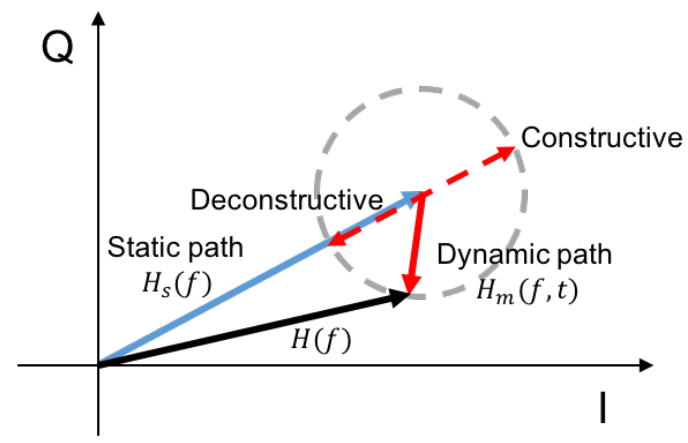 Q
Constructive
Deconstructive
Static path
H_s(f)
Dynamic path
H_m(f, t)
H(f)
I